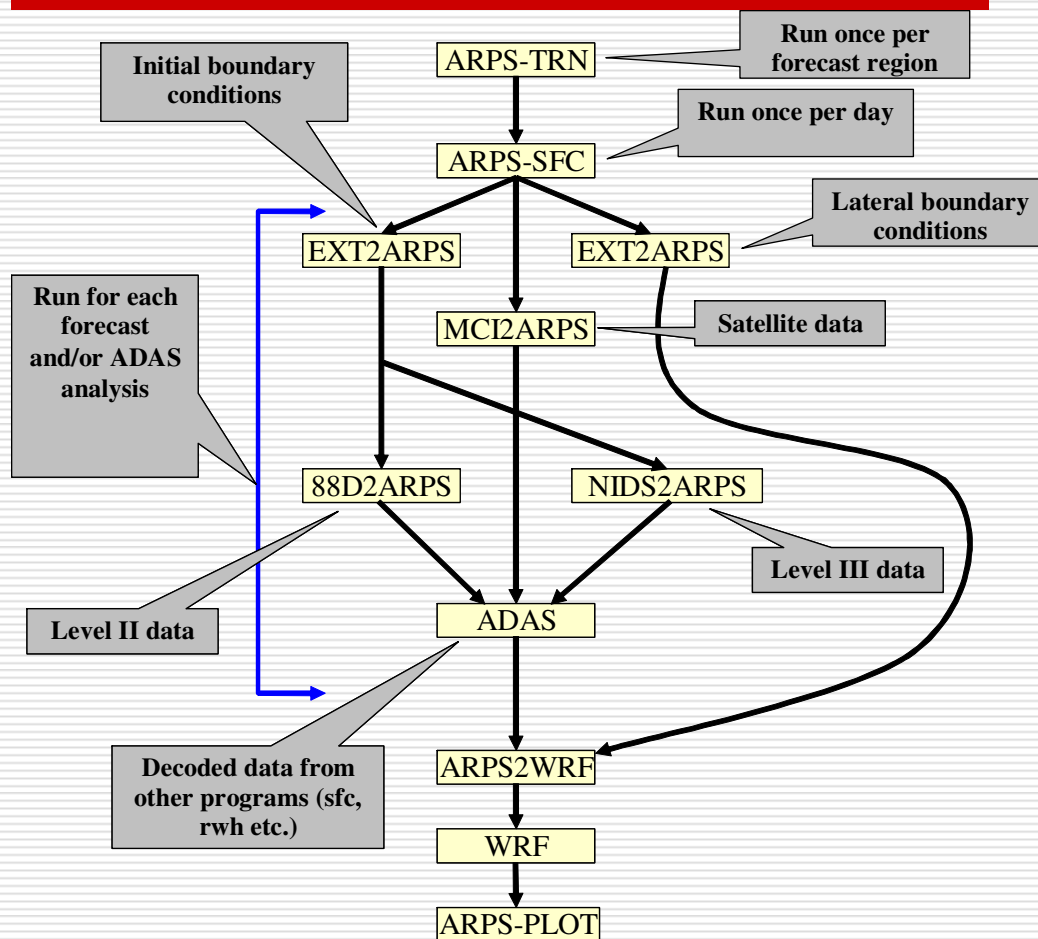 ARPS-TRN
Run once per
forecast region
Initial boundary
conditions
Run once per day
ARPS-SFC
Lateral boundary
conditions
EXT2ARPS
EXT2ARPS
Run for each
forecast
and/or ADAS
analysis
MCI2ARPS
Satellite data
88D2ARPS
NIDS2ARPS
Level III data
Level II data
ADAS
Decoded data from
other programs (sfc,
rwh etc.)
ARPS2WRF
WRF
ARPS-PLOT